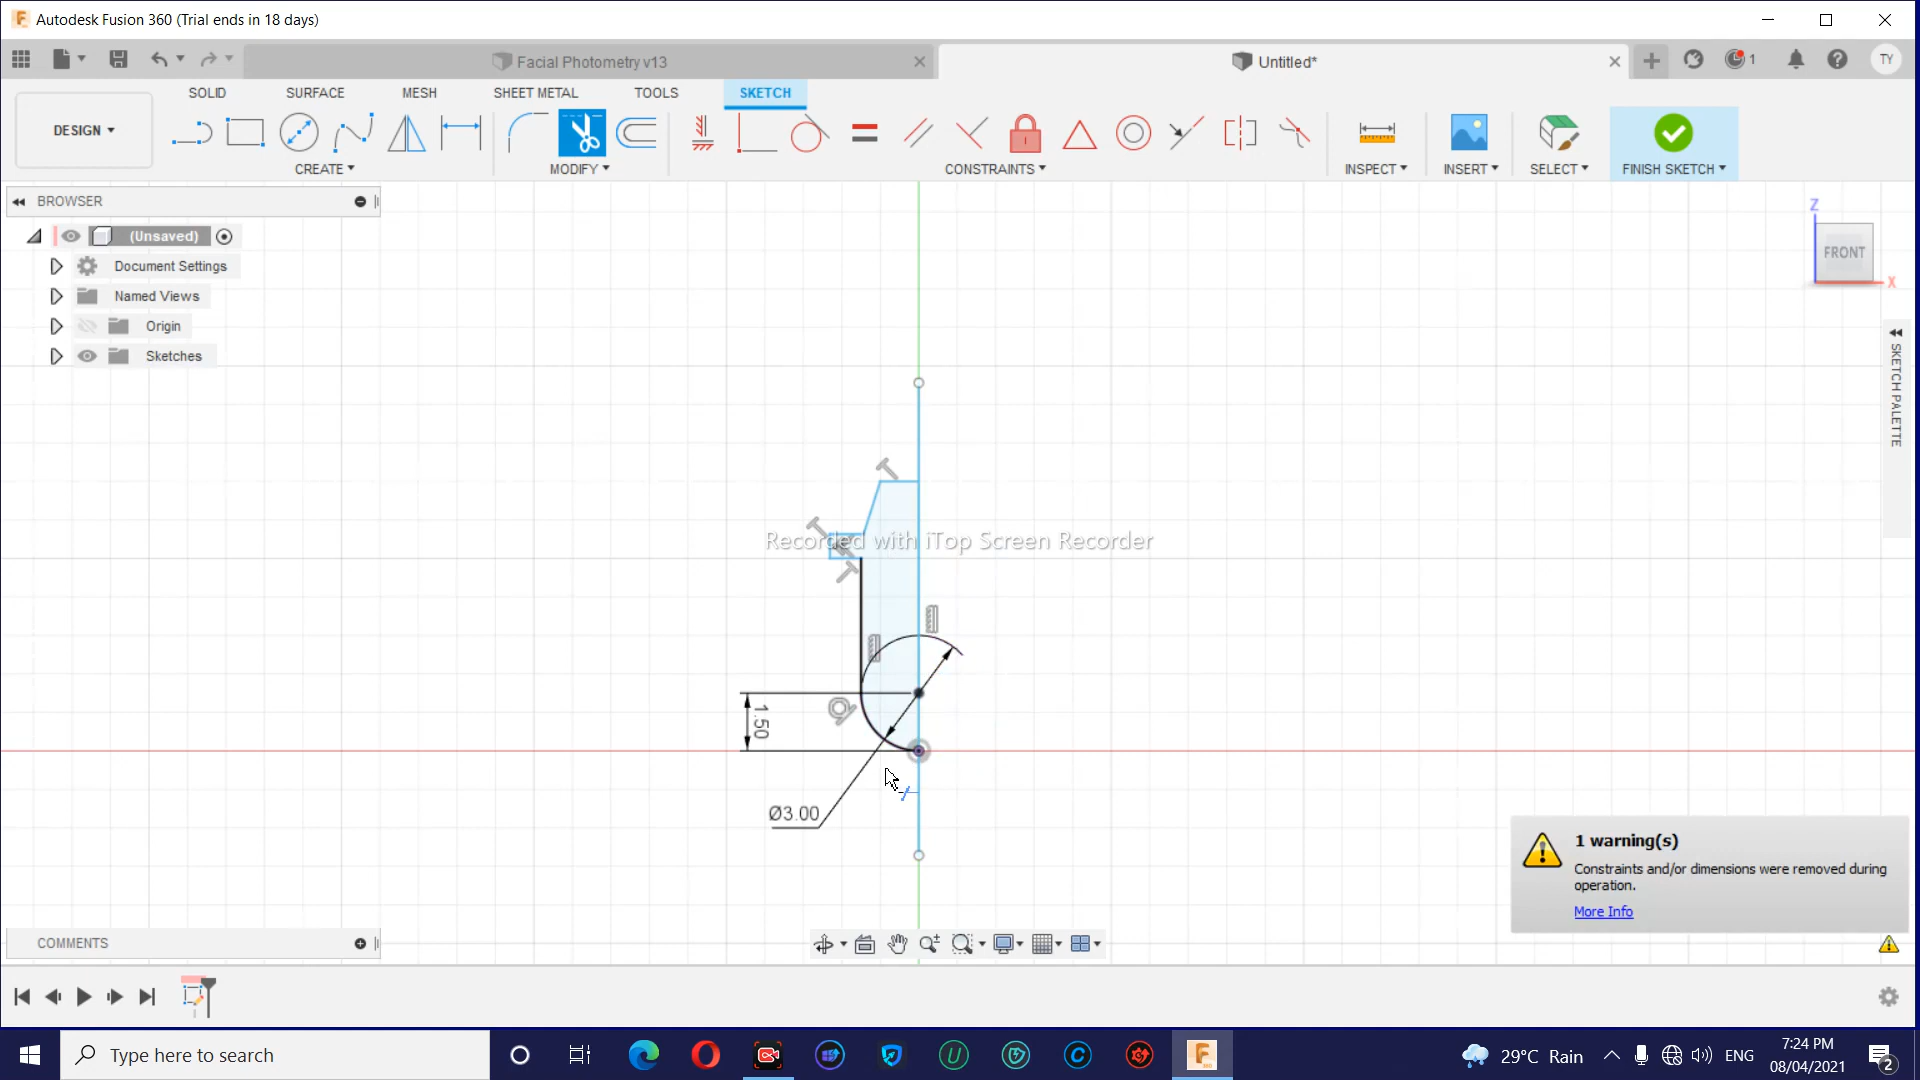 Autodesk Fusion 360 (Trial ends in 18 days)
Facial Photometry v13
Untitled*
1
TY
DESIGN
SOLID
SURFACE
MESH
SHEET METAL
TOOLS
SKETCH
CREATE
MODIFY
CONSTRAINTS
INSPECT
INSERT
SELECT
FINISH SKETCH
BROWSER
(Unsaved)
Document Settings
Named Views
Origin
Sketches
Z
FRONT
X
SKETCH PALETTE
Recorded with iTop Screen Recorder
1.50
Ø3.00
1 warning(s)
Constraints and/or dimensions were removed during
operation.
More Info
COMMENTS
Type here to search
29°C Rain
ENG
7:24 PM
08/04/2021
2